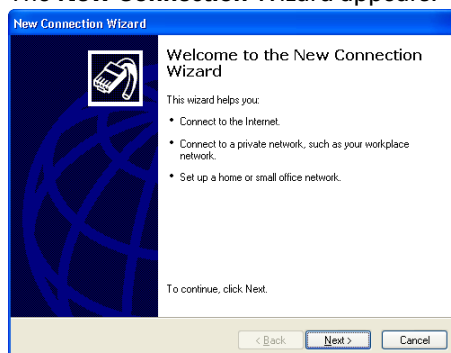 The New Connection Wizard appears.
New Connection Wizard
Welcome to the New Connection
Wizard
This wizard helps you:
• Connect to the Internet.
• Connect to a private network, such as your workplace
network.
• Set up a home or small office network.
To continue, click Next.
< Back
Next >
Cancel